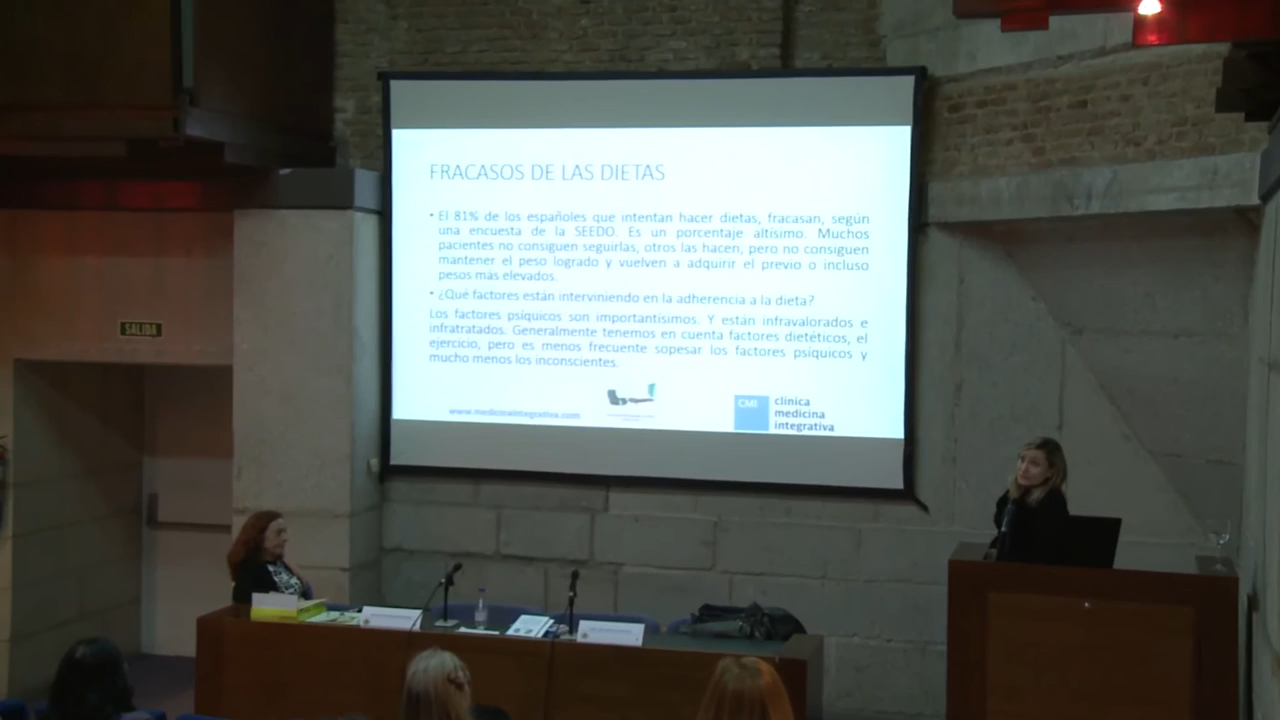 FRACASOS DE LAS DIETAS
• El 81% de los españoles que intentan hacer dietas, fracasan, según
una encuesta de la SEEDO. Es un porcentaje altísimo. Muchos
pacientes no consiguen seguirlas, otros las hacen, pero no consiguen
mantener el peso logrado y vuelven a adquirir el previo o incluso
pesos más elevados.
• ¿Qué factores están interviniendo en la adherencia a la dieta?
Los factores psíquicos son importantísimos. Y están infravalorados e
infratratados. Generalmente tenemos en cuenta factores dietéticos, el
ejercicio, pero es menos frecuente sopesar los factores psíquicos y
mucho menos los inconscientes.
www.medicinaintegrativa.com
CMI
clínica
medicina
integrativa
SALIDA